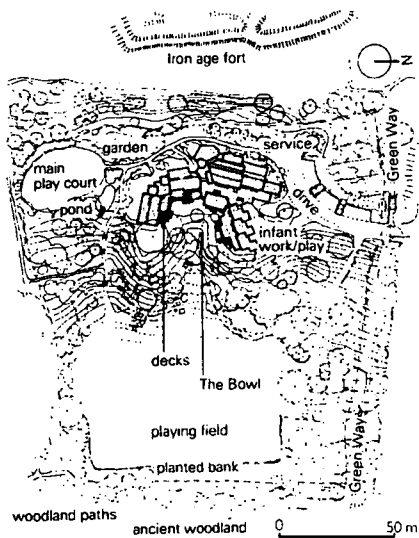 Iron age fort
N
Green Way
garden
service
main
play court
drive
pond
infant
work/play
decks
The Bowl
playing field
Green Way
planted bank
woodland paths
ancient woodland
0 50 m